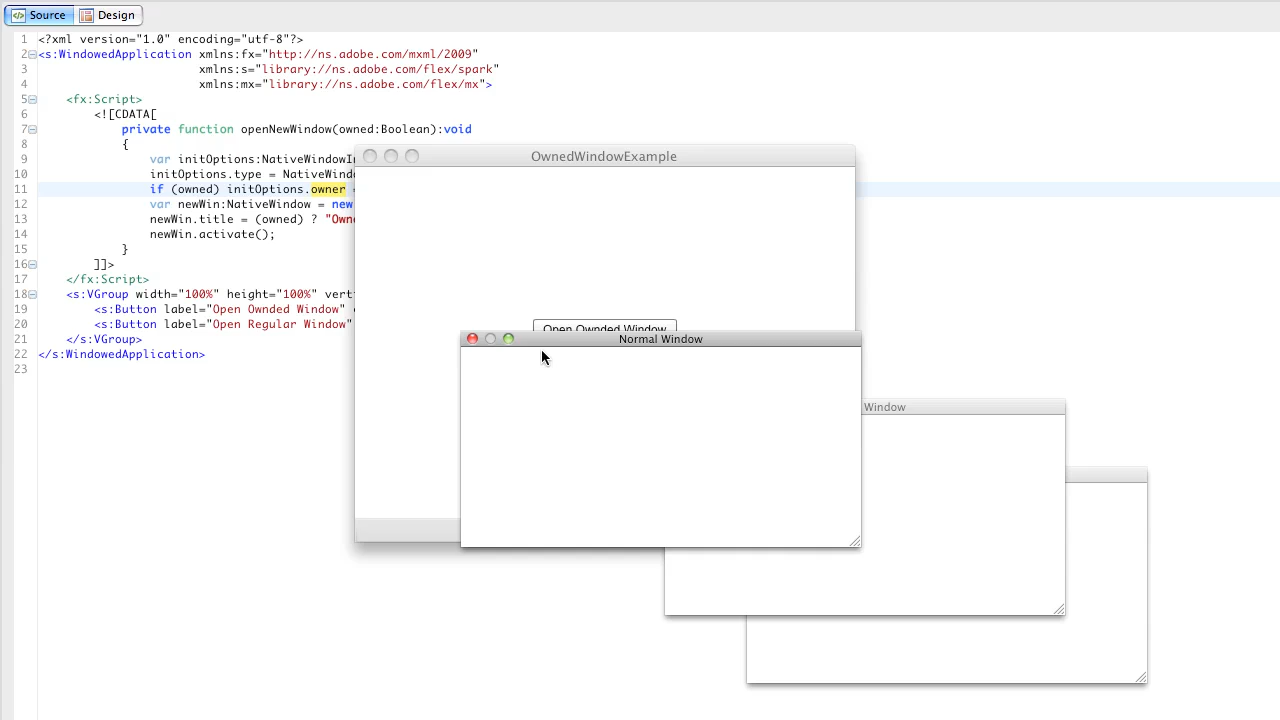 Source Design
1 <?xml version="1.0" encoding="utf-8"?>
2 <s:WindowedApplication xmlns:fx="http://ns.adobe.com/mxml/2009"
3 xmlns:s="library://ns.adobe.com/flex/spark"
4 xmlns:mx="library://ns.adobe.com/flex/mx">
5 <fx:Script>
6 <![CDATA[
7 private function openNewWindow(owned:Boolean):void
8 {
9 var initOptions:NativeWindowI
10 initOptions.type = NativeWindo
11 if (owned) initOptions.owner =
12 var newWin:NativeWindow = new
13 newWin.title = (owned) ? "Owne
14 newWin.activate();
15 }
16 ]]>
17 </fx:Script>
18 <s:VGroup width="100%" height="100%" verti
19 <s:Button label="Open Ownded Window"
20 <s:Button label="Open Regular Window"
21 </s:VGroup>
22 </s:WindowedApplication>
23
OwnedWindowExample
Open Ownded Window
Normal Window
Window